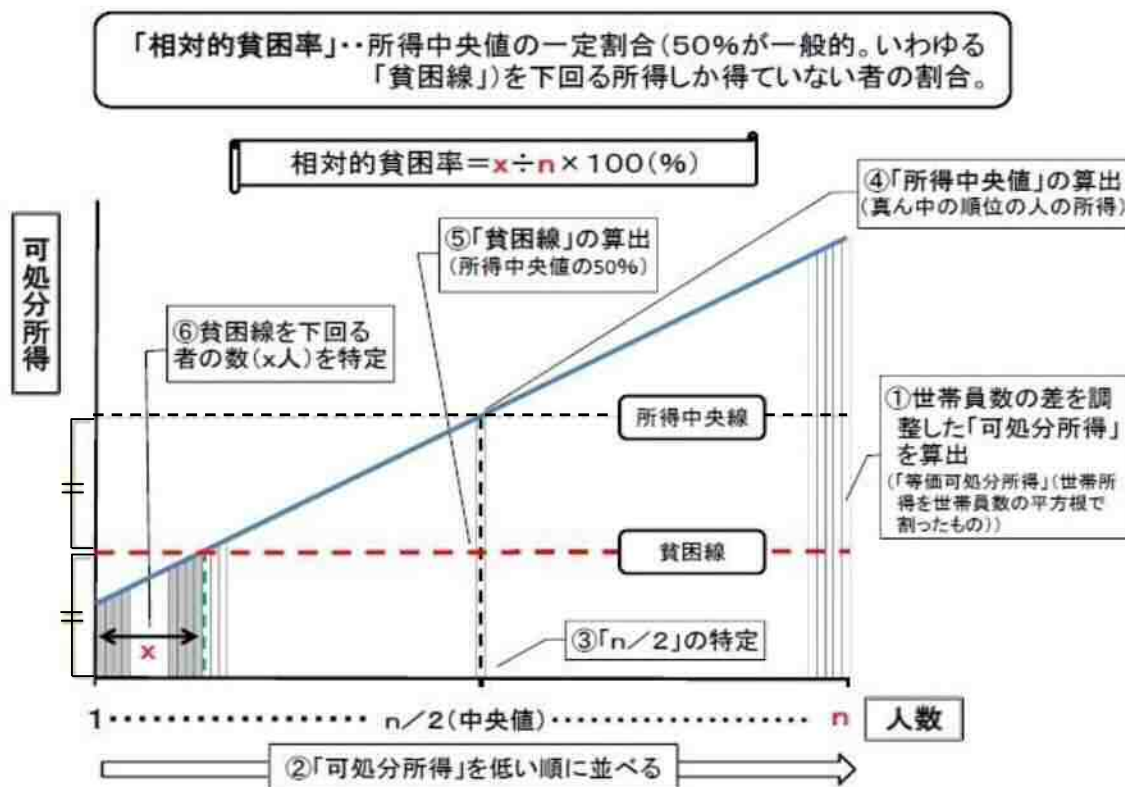 「相対的貧困率」‥所得中央値の一定割合（50%が一般的。いわゆる
「貧困線」）を下回る所得しか得ていない者の割合。
相対的貧困率＝x÷n×100（%）
④「所得中央値」の算出
（真ん中の順位の人の所得）
可処分所得
⑤「貧困線」の算出
（所得中央値の50%）
⑥貧困線を下回る
者の数（x人）を特定
所得中央線
①世帯員数の差を調
整した「可処分所得」
を算出
（「等価可処分所得」（世帯所
得を世帯員数の平方根で
割ったもの））
貧困線
x
③「n／2」の特定
1‥‥‥‥‥‥n／2（中央値）‥‥‥‥‥‥n
人数
②「可処分所得」を低い順に並べる